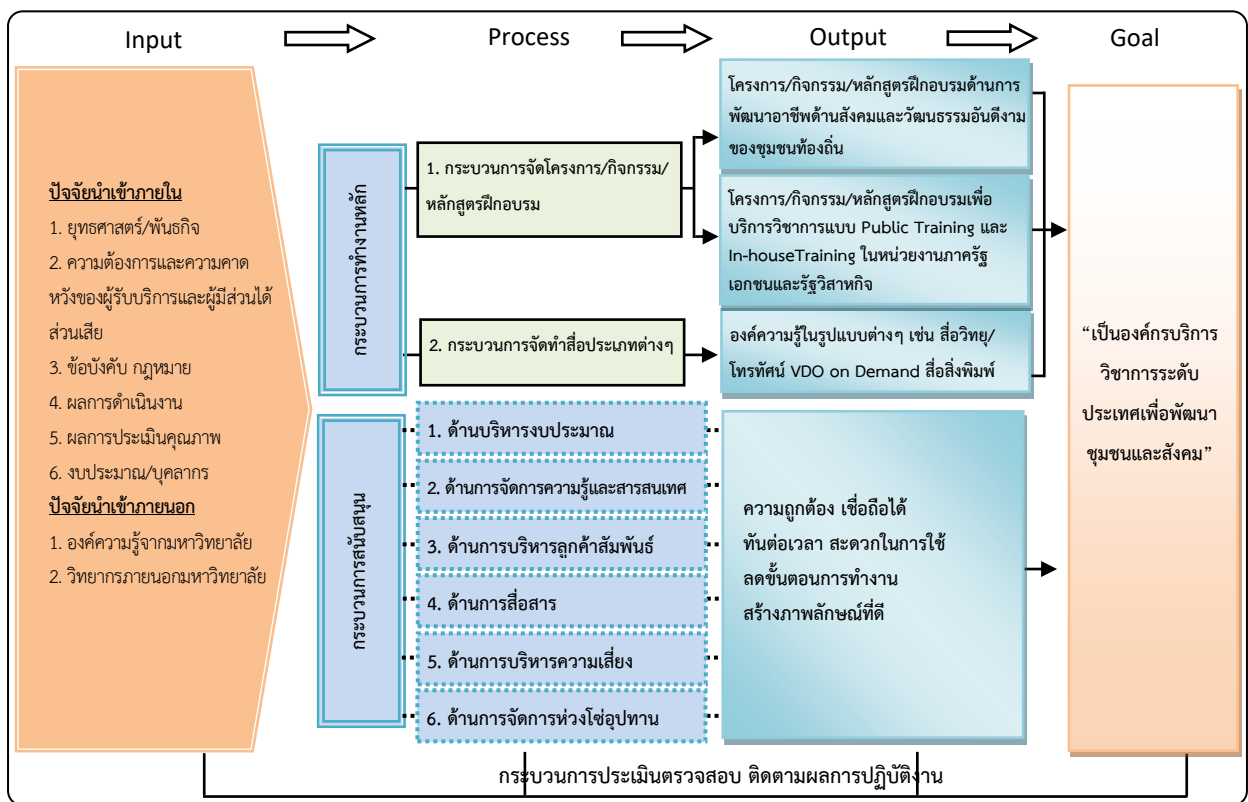 Input
Process
Output
Goal
ปัจจัยนำเข้าภายใน
1. ยุทธศาสตร์/พันธกิจ
2. ความต้องการและความคาด
หวังของผู้รับบริการและผู้มีส่วนได้
ส่วนเสีย
3. ข้อบังคับ กฎหมาย
4. ผลการดำเนินงาน
5. ผลการประเมินคุณภาพ
6. งบประมาณ/บุคลากร
ปัจจัยนำเข้าภายนอก
1. องค์ความรู้จากมหาวิทยาลัย
2. วิทยากรภายนอกมหาวิทยาลัย
กระบวนการทำงานหลัก
1. กระบวนการจัดโครงการ/กิจกรรม/
หลักสูตรฝึกอบรม
2. กระบวนการจัดทำสื่อประเภทต่างๆ
โครงการ/กิจกรรม/หลักสูตรฝึกอบรมด้านการ
พัฒนาอาชีพด้านสังคมและวัฒนธรรมอันดีงาม
ของชุมชนท้องถิ่น
โครงการ/กิจกรรม/หลักสูตรฝึกอบรมเพื่อ
บริการวิชาการแบบ Public Training และ
In-houseTraining ในหน่วยงานภาครัฐ
เอกชนและรัฐวิสาหกิจ
องค์ความรู้ในรูปแบบต่างๆ เช่น สื่อวิทยุ/
โทรทัศน์ VDO on Demand สื่อสิ่งพิมพ์
กระบวนการสนับสนุน
1. ด้านบริหารงบประมาณ
2. ด้านการจัดการความรู้และสารสนเทศ
3. ด้านการบริหารลูกค้าสัมพันธ์
4. ด้านการสื่อสาร
5. ด้านการบริหารความเสี่ยง
6. ด้านการจัดการห่วงโซ่อุปทาน
ความถูกต้อง เชื่อถือได้
ทันต่อเวลา สะดวกในการใช้
ลดขั้นตอนการทำงาน
สร้างภาพลักษณ์ที่ดี
“เป็นองค์กรบริการ
วิชาการระดับ
ประเทศเพื่อพัฒนา
ชุมชนและสังคม”
กระบวนการประเมินตรวจสอบ ติดตามผลการปฏิบัติงาน